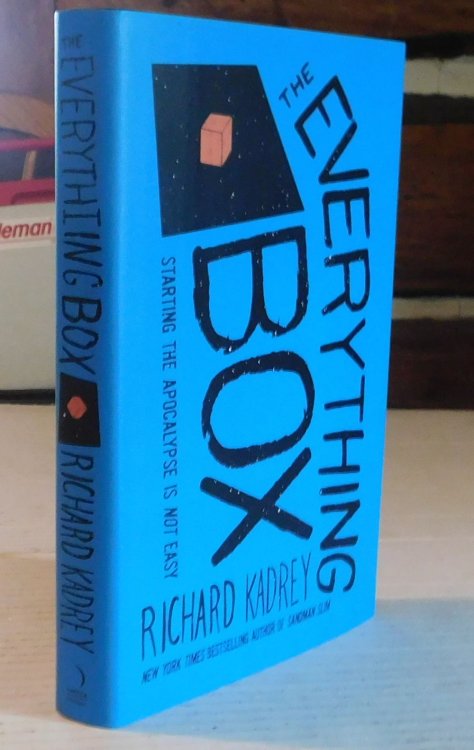 THE EVERYTHING BOX
RICHARD KADREY
THE
EVERYTHING
BOX
STARTING THE APOCALYPSE IS NOT EASY
RICHARD KADREY
NEW YORK TIMES BESTSELLING AUTHOR OF SANDMAN SLIM
leman